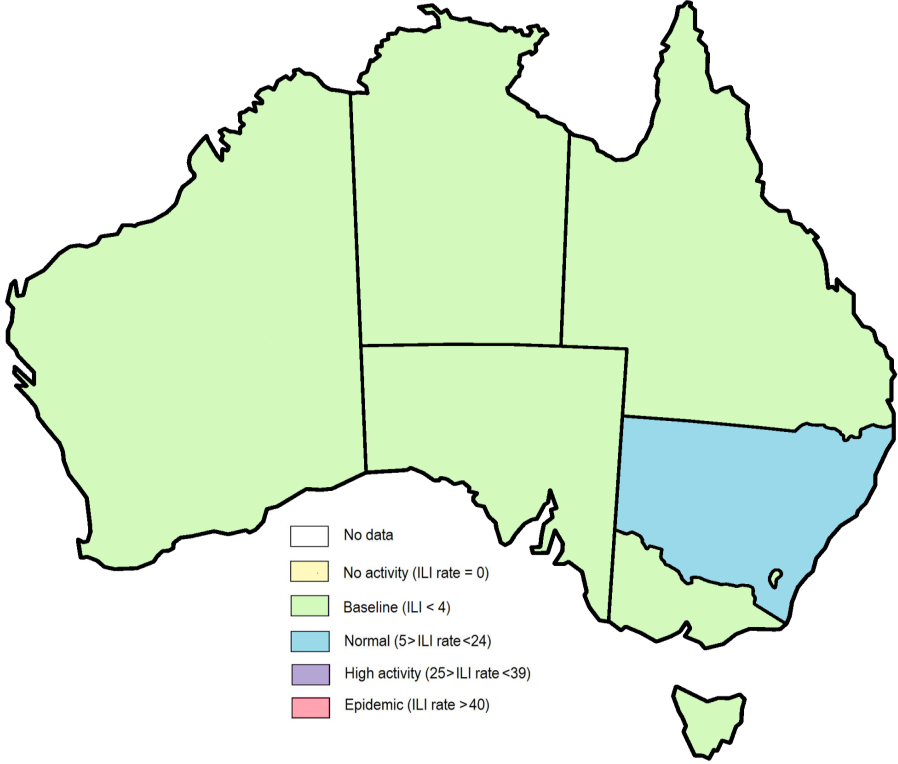 No data
No activity (ILI rate = 0)
Baseline (ILI < 4)
Normal (5>ILI rate<24)
High activity (25>ILI rate<39)
Epidemic (ILI rate >40)